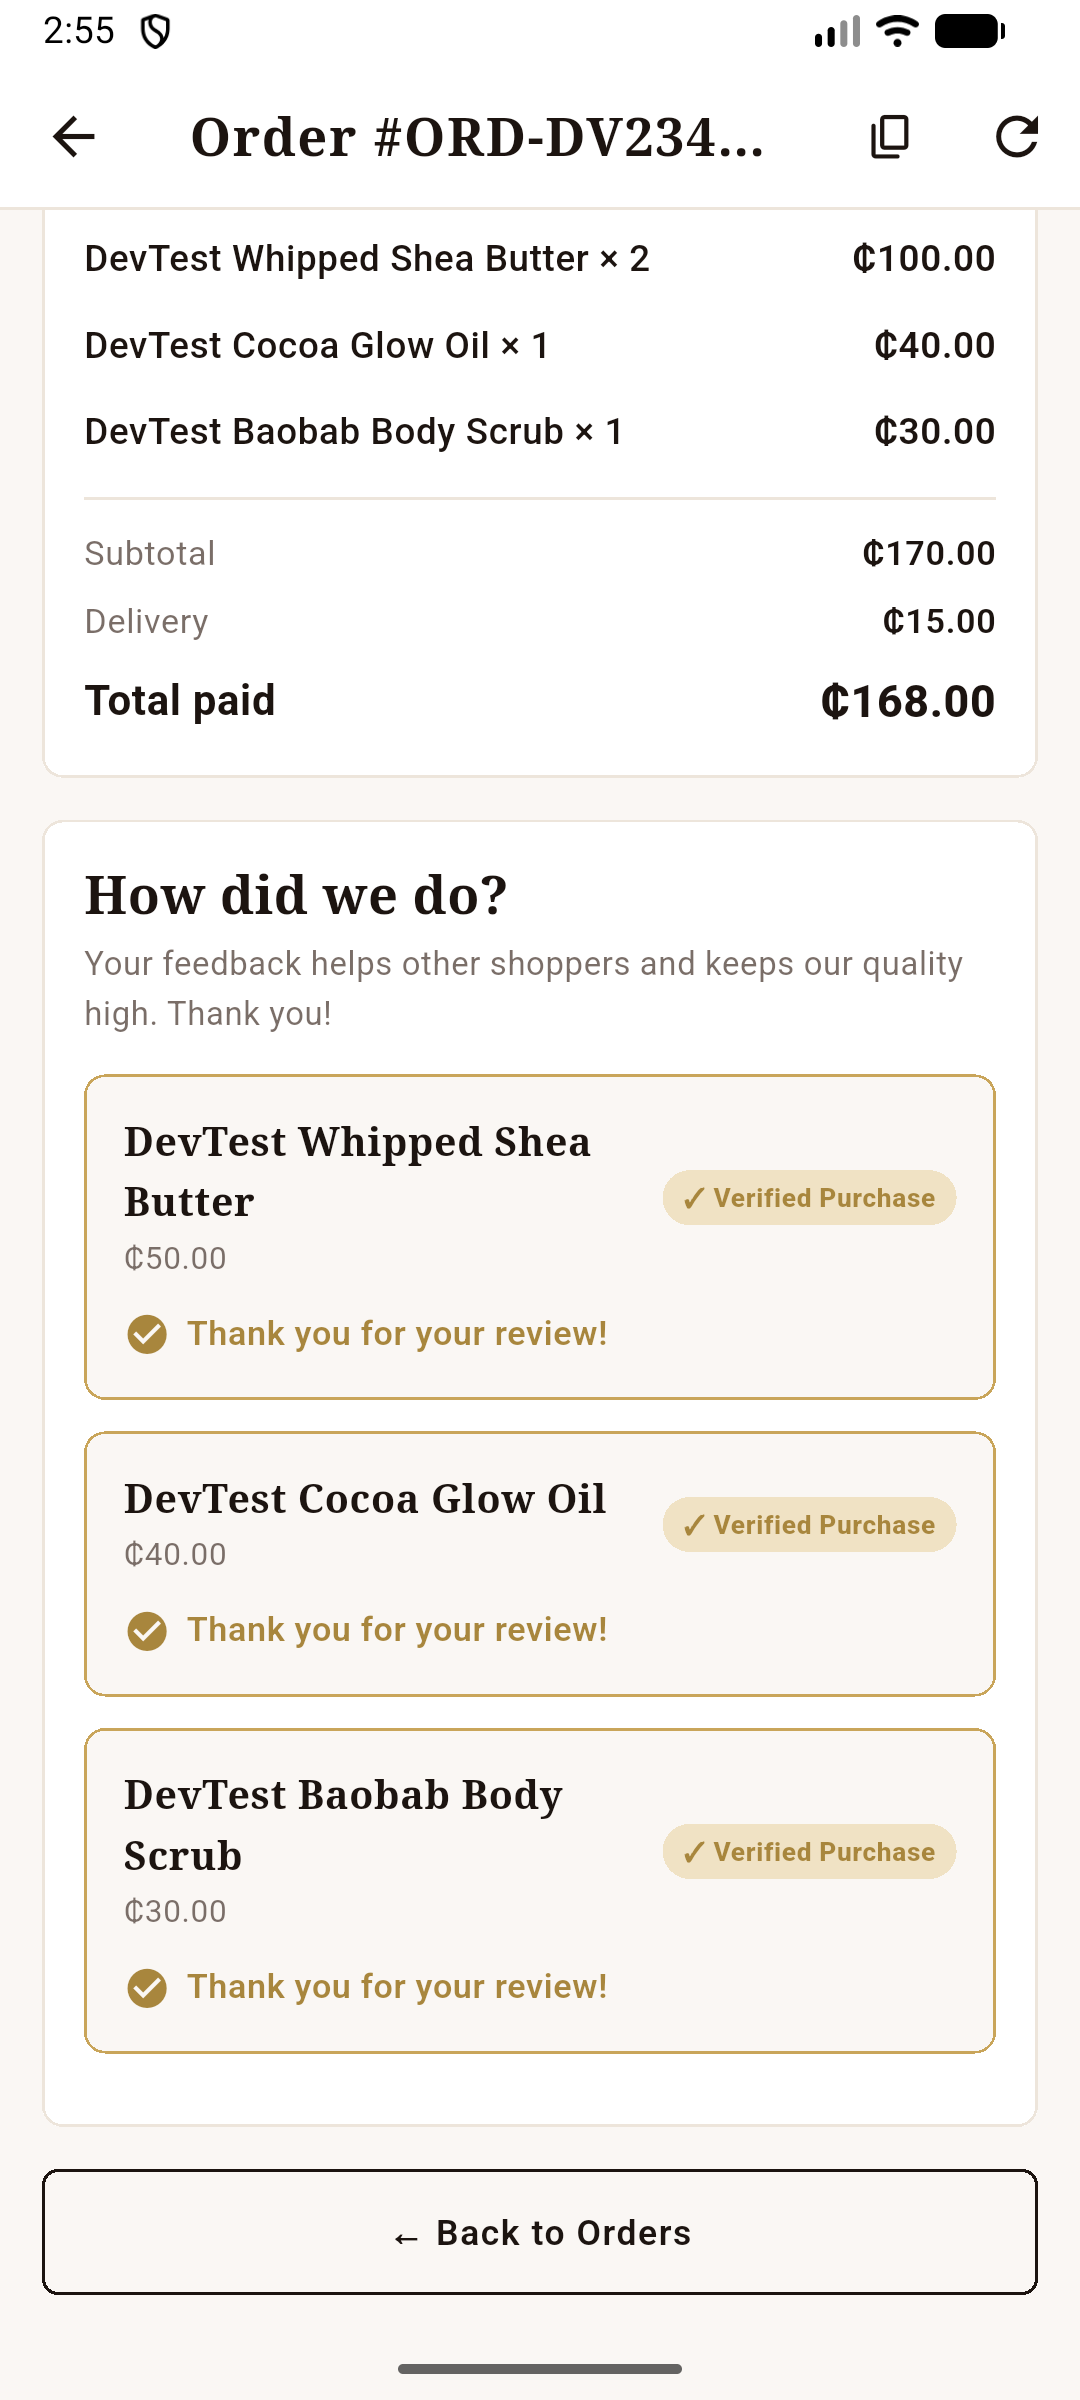 2:55
Order #ORD-DV234...
DevTest Whipped Shea Butter × 2 ₵100.00
DevTest Cocoa Glow Oil × 1 ₵40.00
DevTest Baobab Body Scrub × 1 ₵30.00
Subtotal ₵170.00
Delivery ₵15.00
Total paid ₵168.00
How did we do?
Your feedback helps other shoppers and keeps our quality
high. Thank you!
DevTest Whipped Shea
Butter
✓ Verified Purchase
₵50.00
Thank you for your review!
DevTest Cocoa Glow Oil
✓ Verified Purchase
₵40.00
Thank you for your review!
DevTest Baobab Body
Scrub
✓ Verified Purchase
₵30.00
Thank you for your review!
← Back to Orders